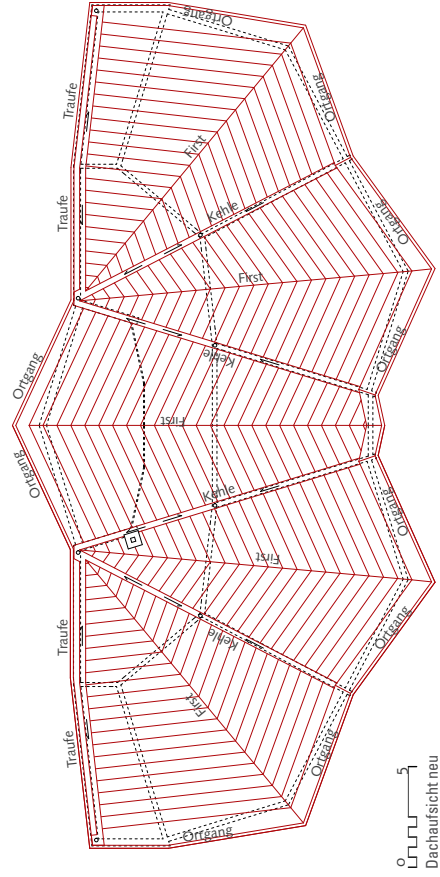 Ortgang
Traufe
Ortgang
First
Traufe
Kehle
Ortgang
First
Ortgang
Kehle
Ortgang
First
Ortgang
Kehle
Ortgang
First
Traufe
Kehle
Ortgang
First
Traufe
Ortgang
Ortgang
0 5
Dachaufsicht neu